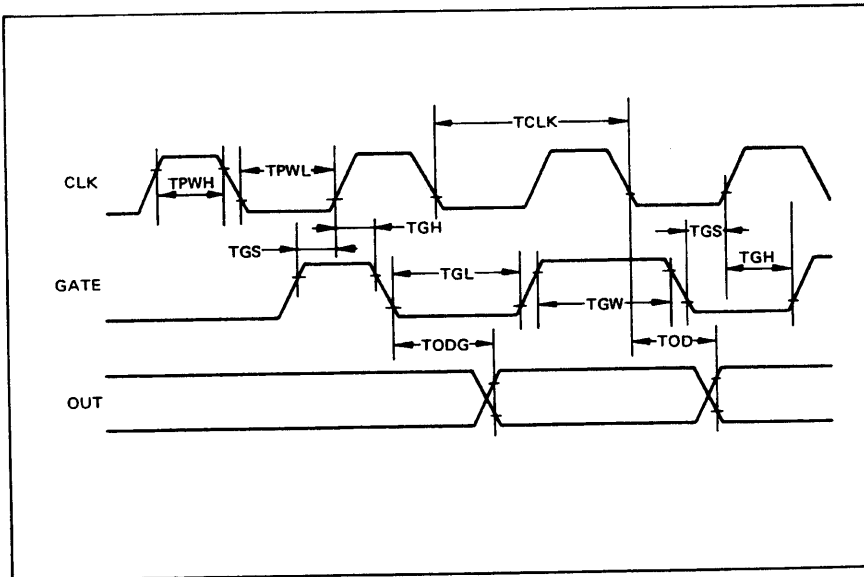 TCLK
CLK
TPWH
TPWL
TGH
TGS
TGS
TGH
GATE
TGL
TGW
TODG
TOD
OUT